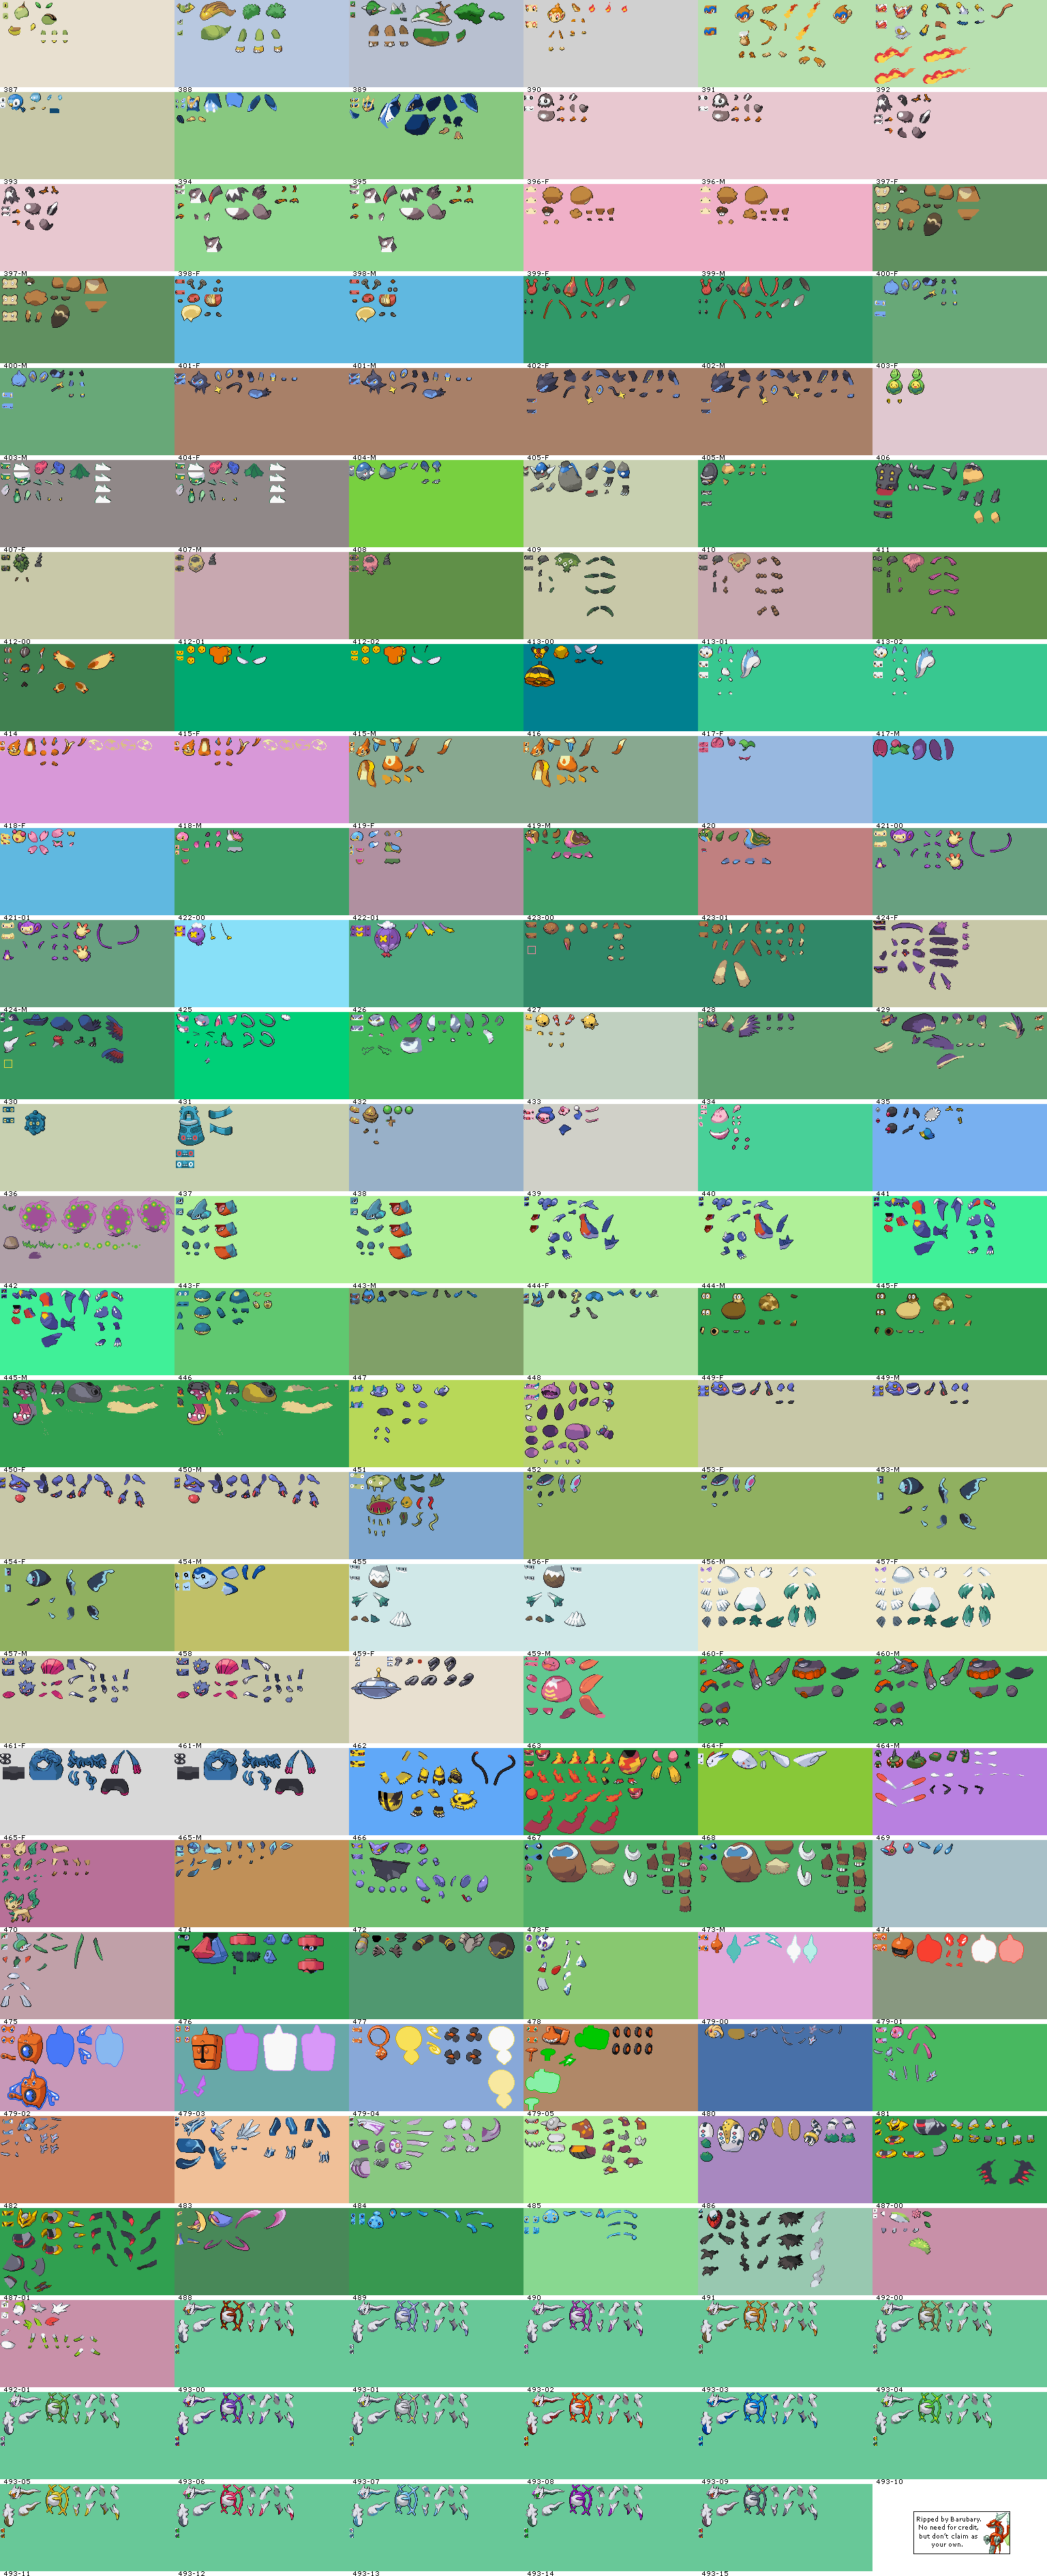 387 388 389 390 391 392
393 394 395 396-F 396-M 397-F
397-M 398-F 398-M 399-F 399-M 400-F
400-M 401-F 401-M 402-F 402-M 403-F
403-M 404-F 404-M 405-F 405-M 406
407-F 407-M 408 409 410 411
412-00 412-01 412-02 413-00 413-01 413-02
414 415-F 415-M 416 417-F 417-M
418-F 418-M 419-F 419-M 420 421-00
421-01 422-00 422-01 423-00 423-01 424-F
424-M 425 426 427 428 429
430 431 432 433 434 435
436 437 438 439 440 441
442 443-F 443-M 444-F 444-M 445-F
445-M 446 447 448 449-F 449-M
450-F 450-M 451 452 453-F 453-M
454-F 454-M 455 456-F 456-M 457-F
457-M 458 459-F 459-M 460-F 460-M
461-F 461-M 462 463 464-F 464-M
465-F 465-M 466 467 468 469
470 471 472 473-F 473-M 474
475 476 477 478 479-00 479-01
479-02 479-03 479-04 479-05 480 481
482 483 484 485 486 487-00
487-01 488 489 490 491 492-00
492-01 493-00 493-01 493-02 493-03 493-04
493-05 493-06 493-07 493-08 493-09 493-10
Ripped by Barubary.
No need for credit,
but don't claim as
your own.
493-11 493-12 493-13 493-14 493-15